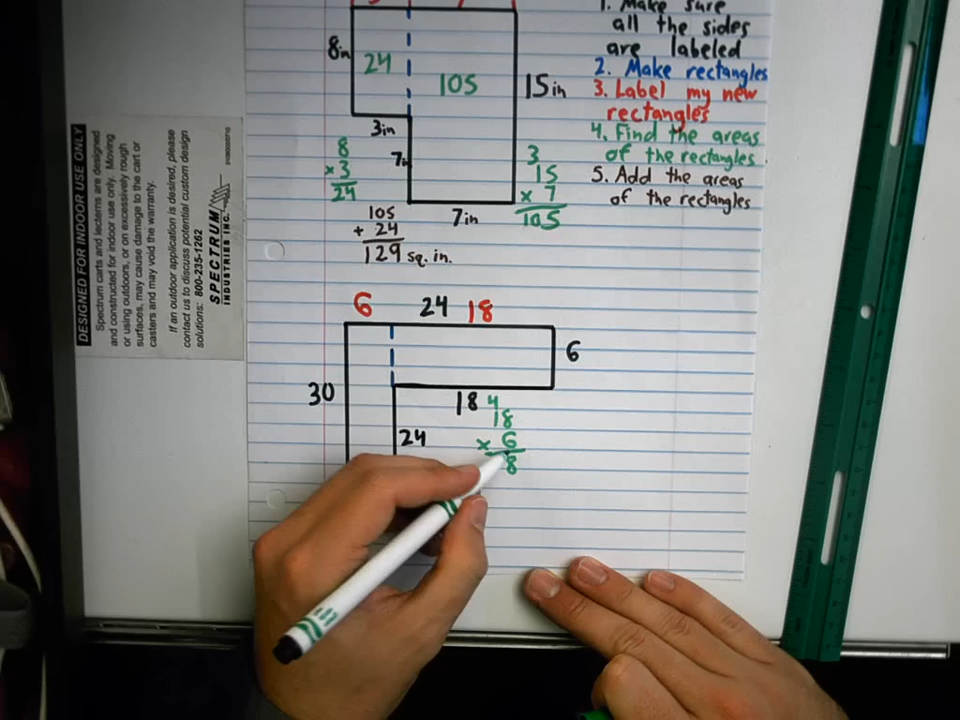 1. Make sure
all the sides
are labeled
2. Make rectangles
3. Label my new
rectangles
4. Find the areas
of the rectangles
5. Add the areas
of the rectangles
8in
24
105
15in
3in
7in
7in
8
× 3
24
3
15
× 7
105
105
+ 24
129 sq. in.
6
24
18
6
30
18
24
4
18
× 6
8
DESIGNED FOR INDOOR USE ONLY
Spectrum carts and lecterns are designed
and constructed for indoor use only. Moving
or using outdoors, or on excessively rough
surfaces, may cause damage to the cart or
casters and may void the warranty.
If an outdoor application is desired, please
contact us to discuss potential custom design
solutions: 800-235-1262
SPECTRUM
INDUSTRIES INC.